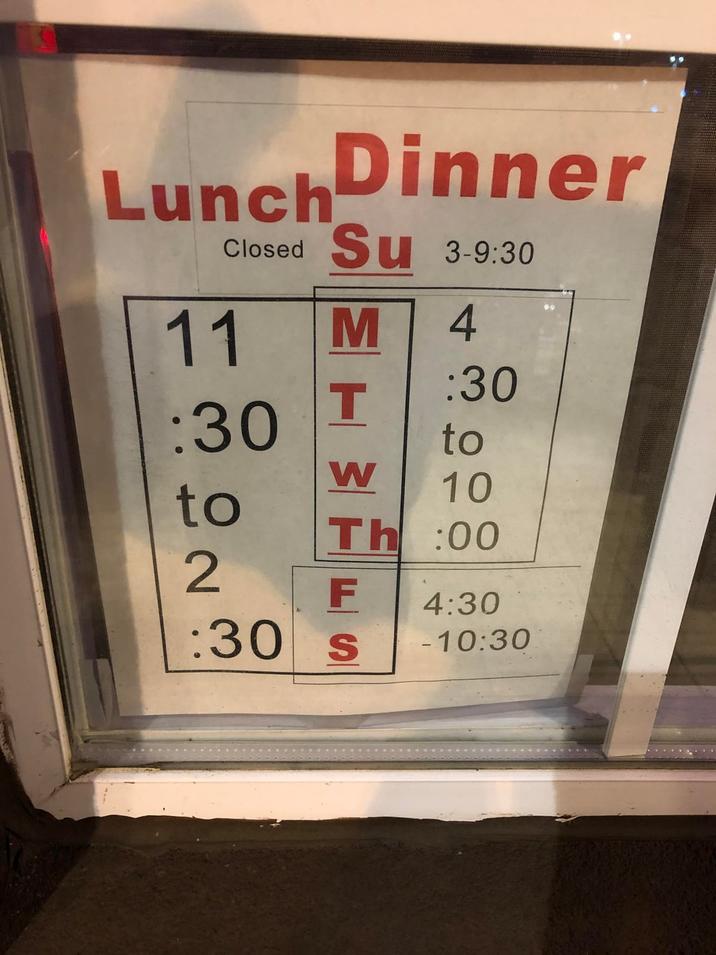 Lunch Dinner
Closed Su 3-9:30
11
:30
to
2
:30
M
T
W
Th
F
S
4
:30
to
10
:00
4:30
-10:30